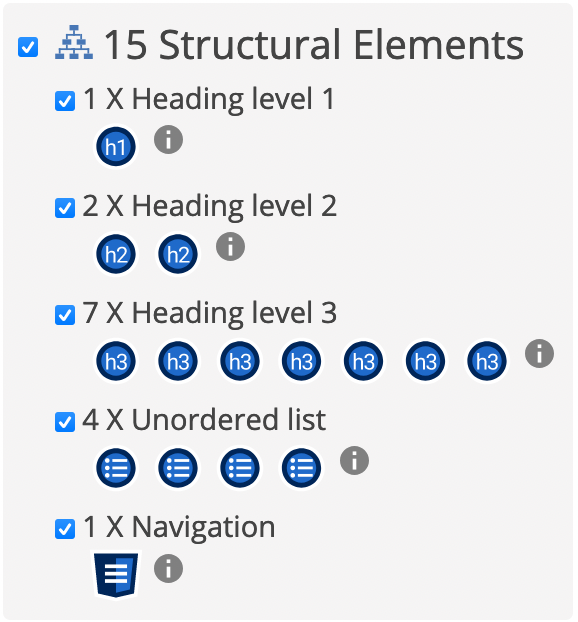 15 Structural Elements
1 X Heading level 1
h1
2 X Heading level 2
h2 h2
7 X Heading level 3
h3 h3 h3 h3 h3 h3 h3
4 X Unordered list
1 X Navigation